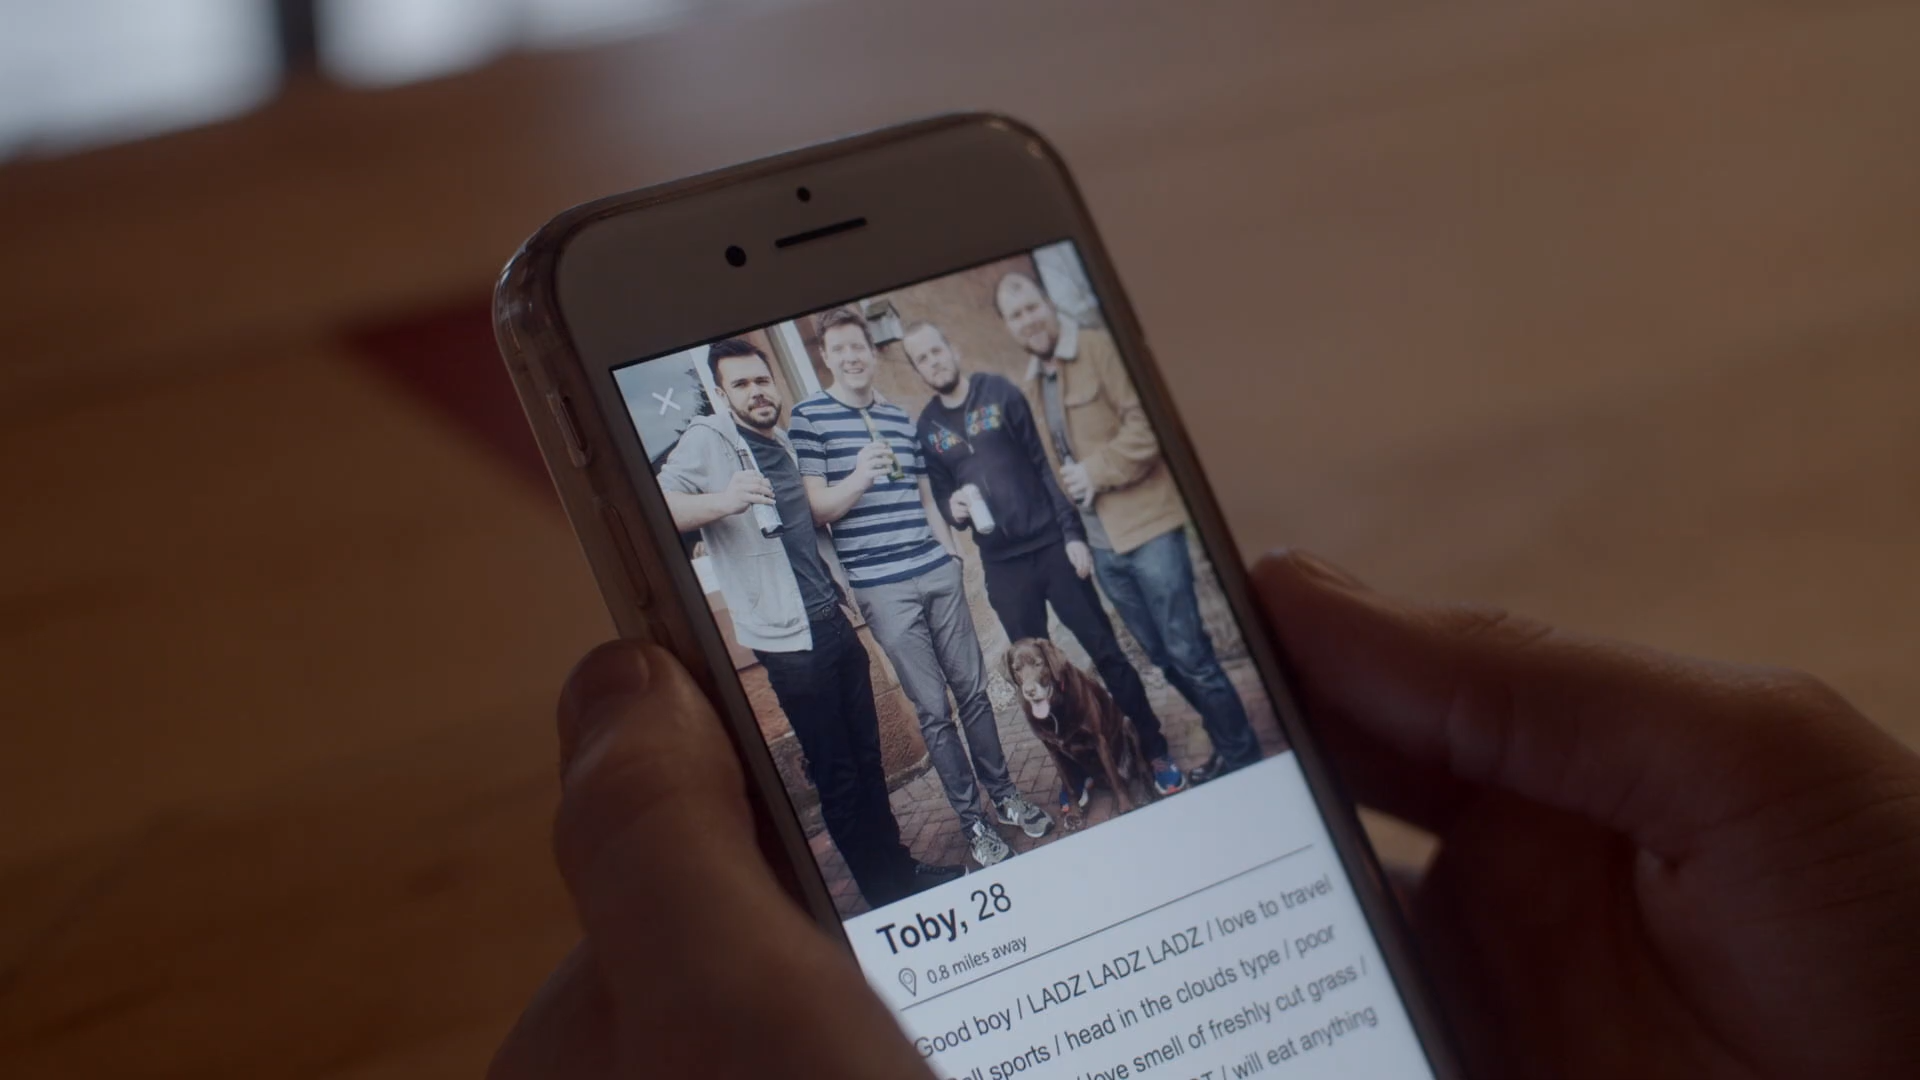 Toby, 28
0.8 miles away
Good boy / LADZ LADZ LADZ / love to travel
sports / head in the clouds type / poor
love smell of freshly cut grass /
/ will eat anything